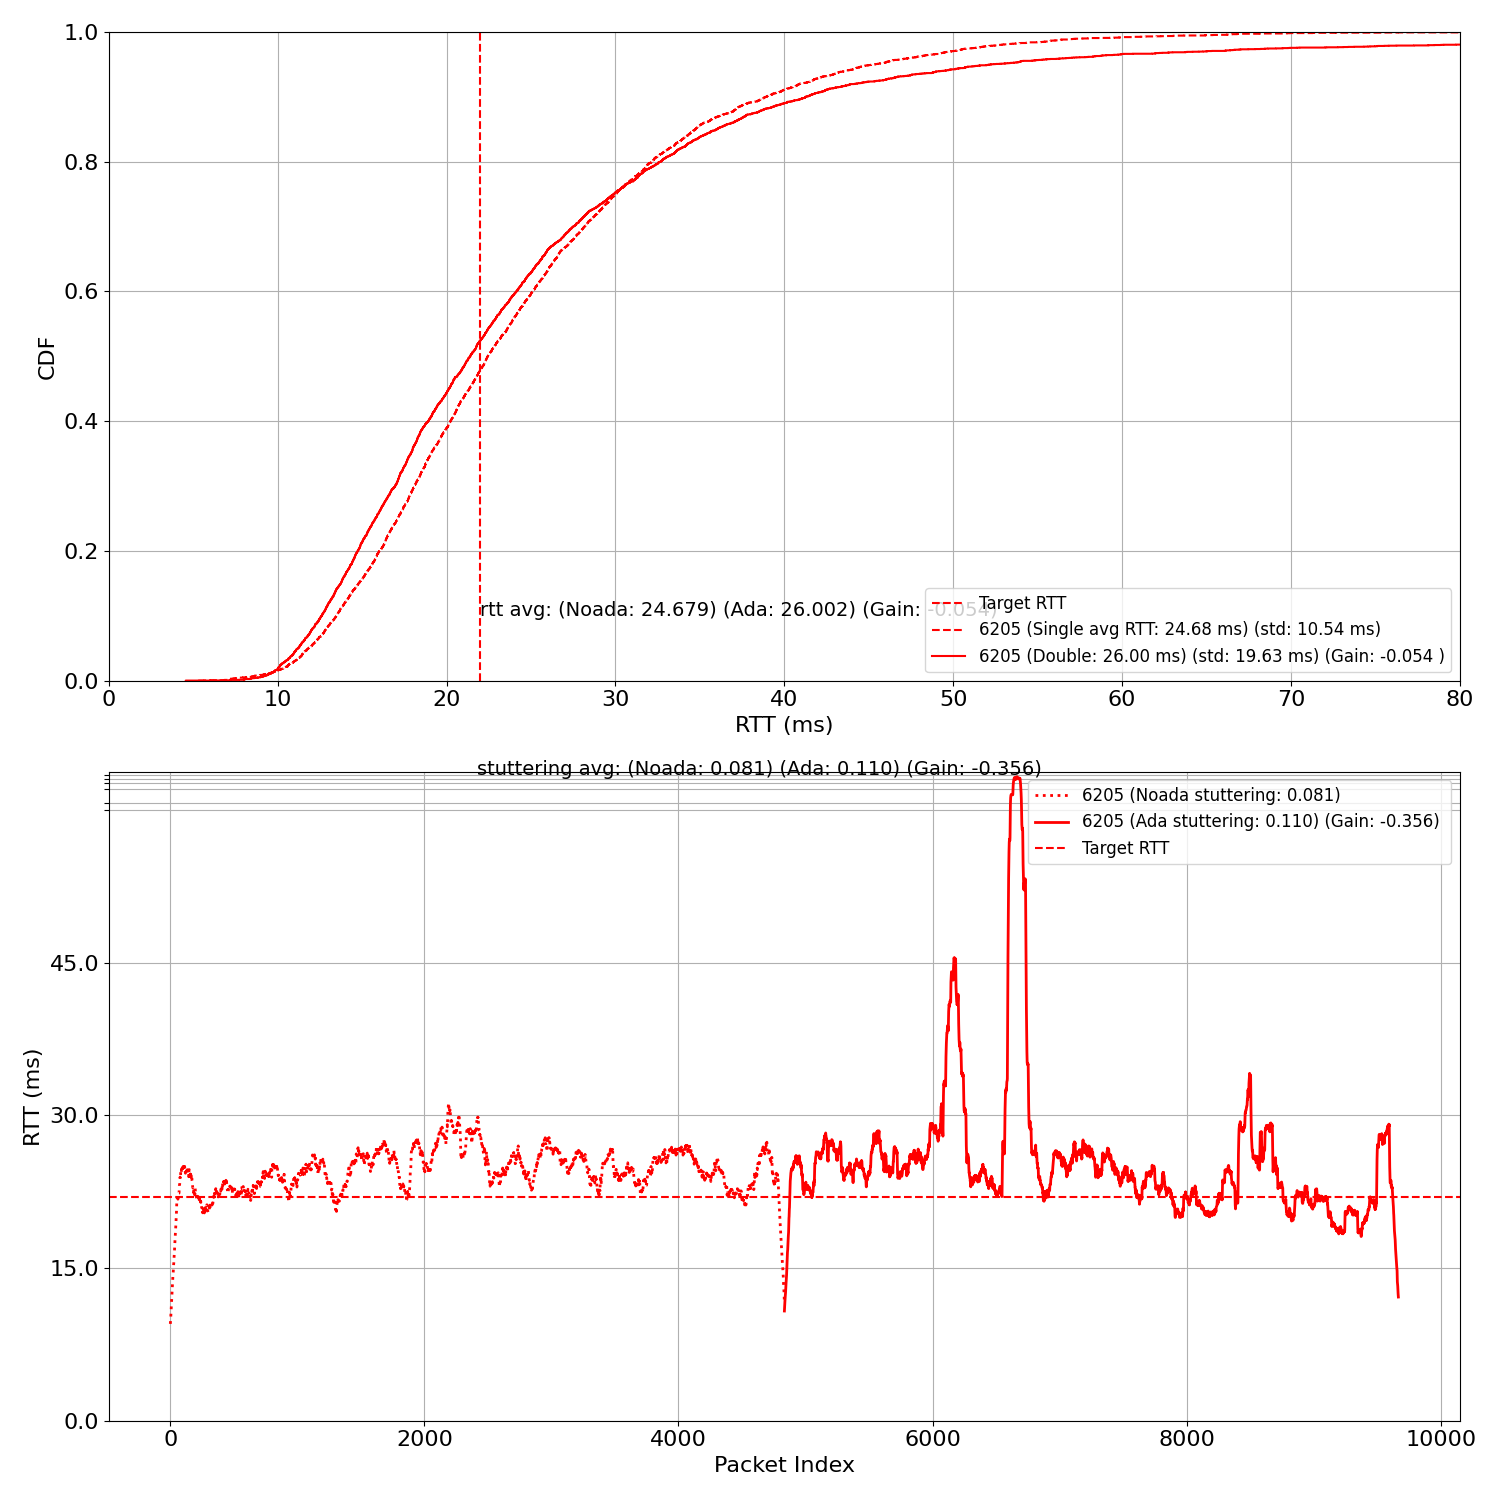 1.0
0.8
0.6
0.4
0.2
0.0
CDF
rtt avg: (Noada: 24.679) (Ada: 26.002) (Gain: -0.054)
Target RTT
6205 (Single avg RTT: 24.68 ms) (std: 10.54 ms)
6205 (Double: 26.00 ms) (std: 19.63 ms) (Gain: -0.054 )
0 10 20 30 40 50 60 70 80
RTT (ms)
stuttering avg: (Noada: 0.081) (Ada: 0.110) (Gain: -0.356)
6205 (Noada stuttering: 0.081)
6205 (Ada stuttering: 0.110) (Gain: -0.356)
Target RTT
45.0
30.0
15.0
0.0
RTT (ms)
0 2000 4000 6000 8000 10000
Packet Index